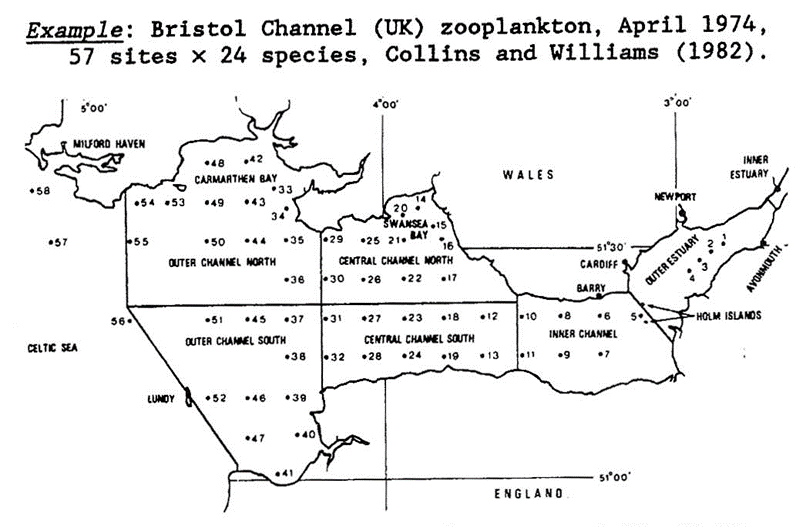 Example: Bristol Channel (UK) zooplankton, April 1974,
57 sites × 24 species, Collins and Williams (1982).
5°00' 4°00' 3°00'
MILFORD HAVEN
WALES
INNER
ESTUARY
•48 •42
CARMARTHEN BAY
•58
33
•54 •53 •49 •43
34
20 14
NEWPORT
SWANSEA
BAY
•15
•57 •55 •50 •44 •35 •29 •25 21• 16
51°30'
2 1
3
4
OUTER ESTUARY
AVONMOUTH
OUTER CHANNEL NORTH
CENTRAL CHANNEL NORTH
CARDIFF
•36 •30 •26 •22 •17
BARRY
56• •51 •45 •37 •31 •27 •23 •18 •12 •10 •8 •6 5•
HOLM ISLANDS
CELTIC SEA
OUTER CHANNEL SOUTH
CENTRAL CHANNEL SOUTH
INNER CHANNEL
•38 •32 •28 •24 •19 •13 •11 •9 •7
LUNDY
•52 •46 •39
•47 •40
•41
51°00'
ENGLAND